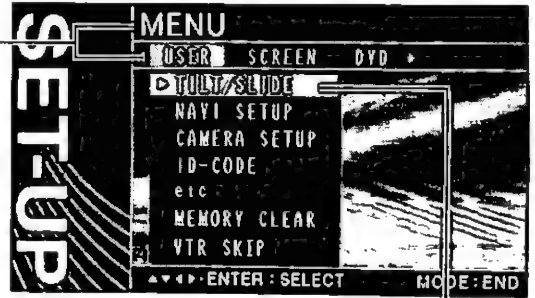 SET-UP
MENU
USER SCREEN DVD
▷TILT/SLIDE
NAVI SETUP
CAMERA SETUP
ID-CODE
etc
MEMORY CLEAR
VTR SKIP
▲▼◀▶·ENTER:SELECT MODE:END